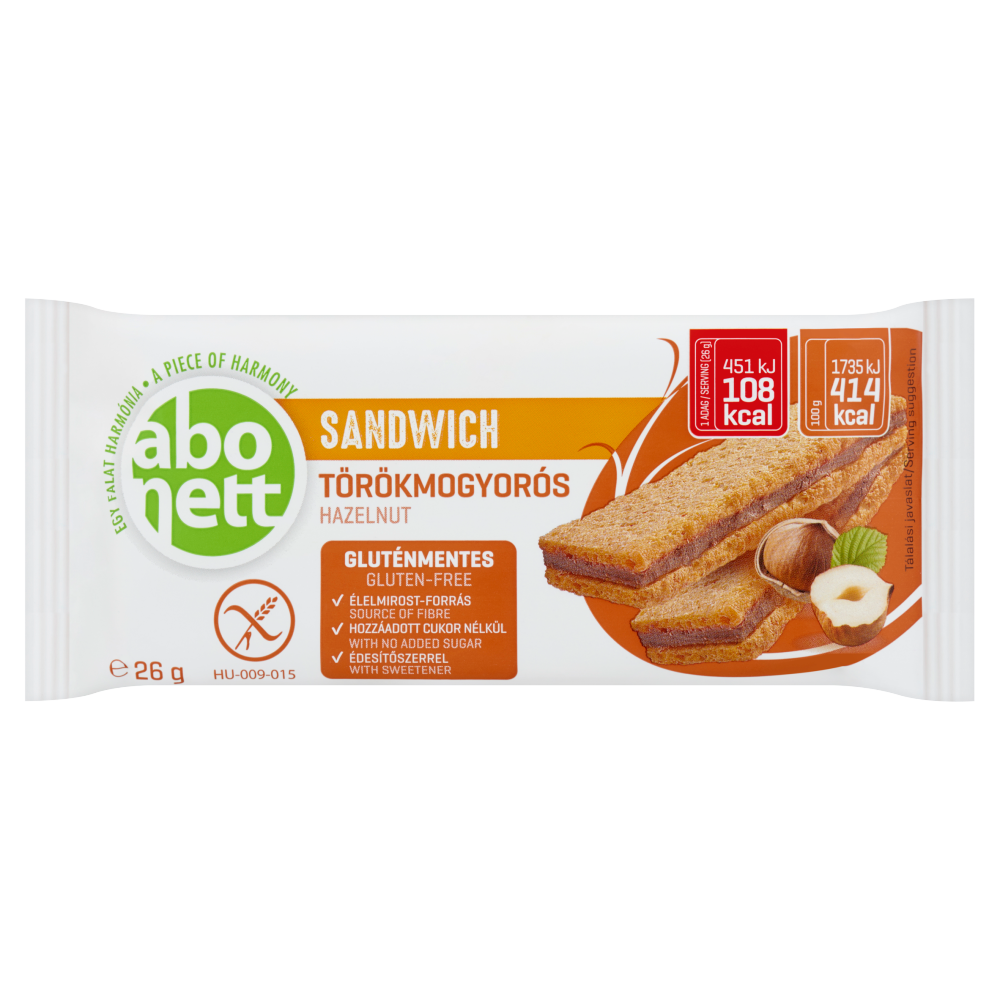 EGY FALAT HARMÓNIA • A PIECE OF HARMONY
abo
nett
SANDWICH
TÖRÖKMOGYORÓS
HAZELNUT
GLUTÉNMENTES
GLUTEN-FREE
✓ ÉLELMIROST-FORRÁS
SOURCE OF FIBRE
✓ HOZZÁADOTT CUKOR NÉLKÜL
WITH NO ADDED SUGAR
✓ ÉDESÍTŐSZERREL
WITH SWEETENER
℮ 26 g
HU-009-015
1 ADAG / SERVING (26 g)
451 kJ
108
kcal
100 g
1735 kJ
414
kcal
Tálalási javaslat/Serving suggestion